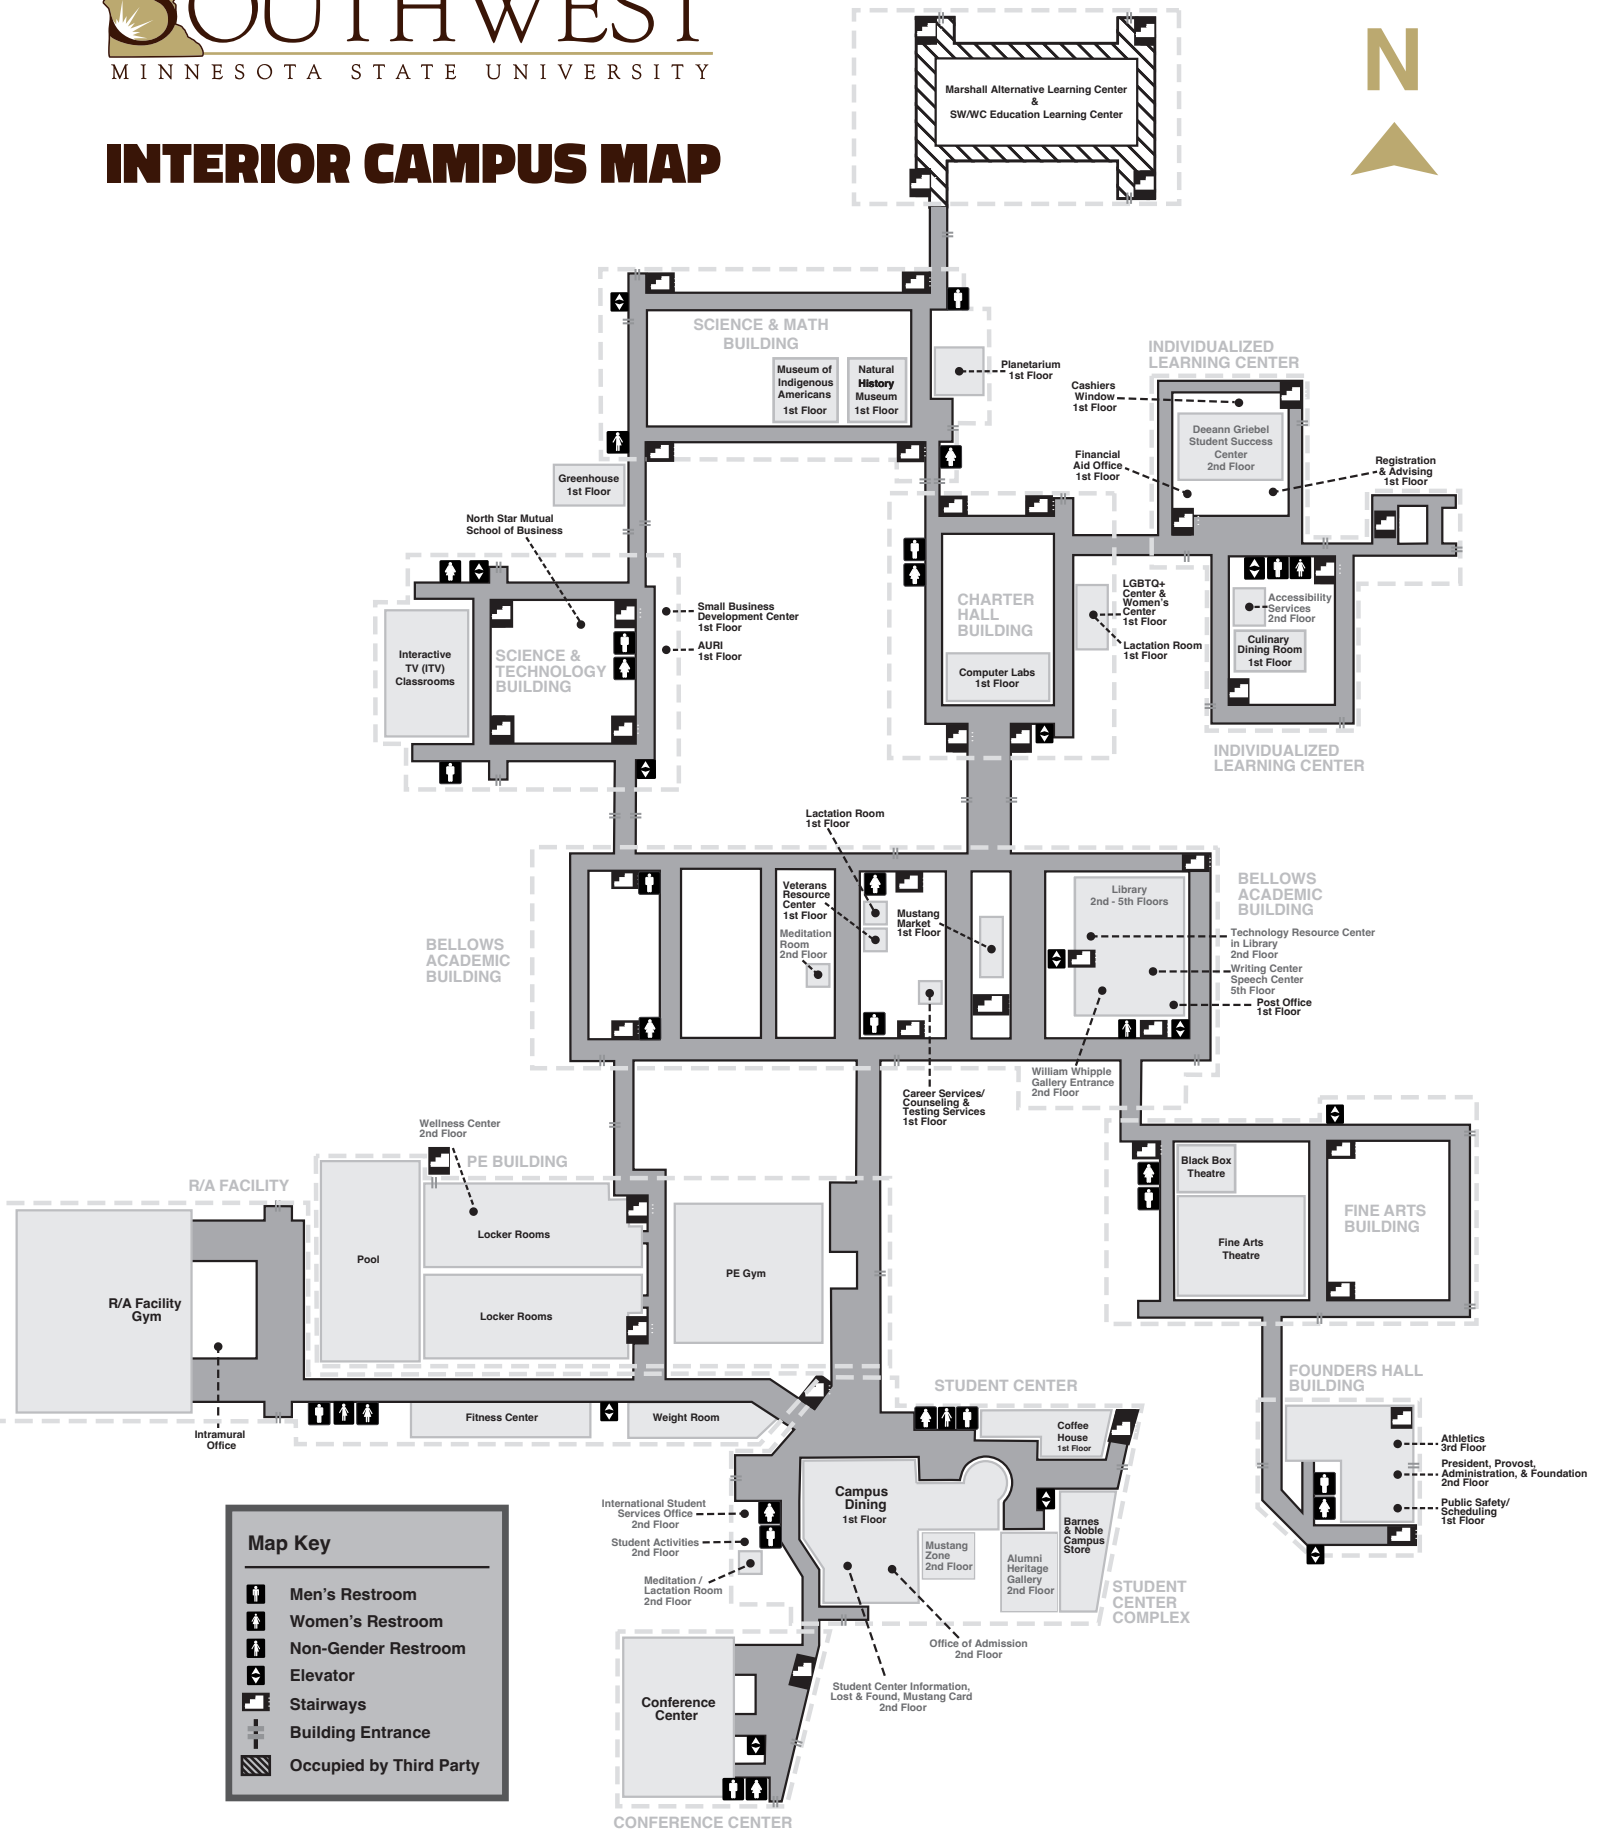 SOUTHWEST
MINNESOTA STATE UNIVERSITY
INTERIOR CAMPUS MAP
N
Marshall Alternative Learning Center
&
SW/WC Education Learning Center
SCIENCE & MATH
BUILDING
Museum of
Indigenous
Americans
1st Floor
Natural
History
Museum
1st Floor
Planetarium
1st Floor
INDIVIDUALIZED
LEARNING CENTER
Cashiers
Window
1st Floor
Deeann Griebel
Student Success
Center
2nd Floor
Financial
Aid Office
1st Floor
Registration
& Advising
1st Floor
Greenhouse
1st Floor
North Star Mutual
School of Business
Small Business
Development Center
1st Floor
AURI
1st Floor
Interactive
TV (ITV)
Classrooms
SCIENCE &
TECHNOLOGY
BUILDING
CHARTER
HALL
BUILDING
Computer Labs
1st Floor
LGBTQ+
Center &
Women's
Center
1st Floor
Lactation Room
1st Floor
Accessibility
Services
2nd Floor
Culinary
Dining Room
1st Floor
INDIVIDUALIZED
LEARNING CENTER
Lactation Room
1st Floor
Veterans
Resource
Center
1st Floor
Meditation
Room
2nd Floor
Mustang
Market
1st Floor
Library
2nd - 5th Floors
BELLOWS
ACADEMIC
BUILDING
BELLOWS
ACADEMIC
BUILDING
Technology Resource Center
in Library
2nd Floor
Writing Center
Speech Center
5th Floor
Post Office
1st Floor
William Whipple
Gallery Entrance
2nd Floor
Career Services/
Counseling &
Testing Services
1st Floor
Wellness Center
2nd Floor
PE BUILDING
R/A FACILITY
Locker Rooms
Pool
Locker Rooms
PE Gym
R/A Facility
Gym
Intramural
Office
Fitness Center
Weight Room
Black Box
Theatre
Fine Arts
Theatre
FINE ARTS
BUILDING
FOUNDERS HALL
BUILDING
Athletics
3rd Floor
President, Provost,
Administration, & Foundation
2nd Floor
Public Safety/
Scheduling
1st Floor
STUDENT CENTER
Coffee
House
1st Floor
Campus
Dining
1st Floor
Barnes
& Noble
Campus
Store
Mustang
Zone
2nd Floor
Alumni
Heritage
Gallery
2nd Floor
STUDENT
CENTER
COMPLEX
International Student
Services Office
2nd Floor
Student Activities
2nd Floor
Meditation /
Lactation Room
2nd Floor
Office of Admission
2nd Floor
Student Center Information,
Lost & Found, Mustang Card
2nd Floor
Conference
Center
CONFERENCE CENTER
Map Key
Men's Restroom
Women's Restroom
Non-Gender Restroom
Elevator
Stairways
Building Entrance
Occupied by Third Party